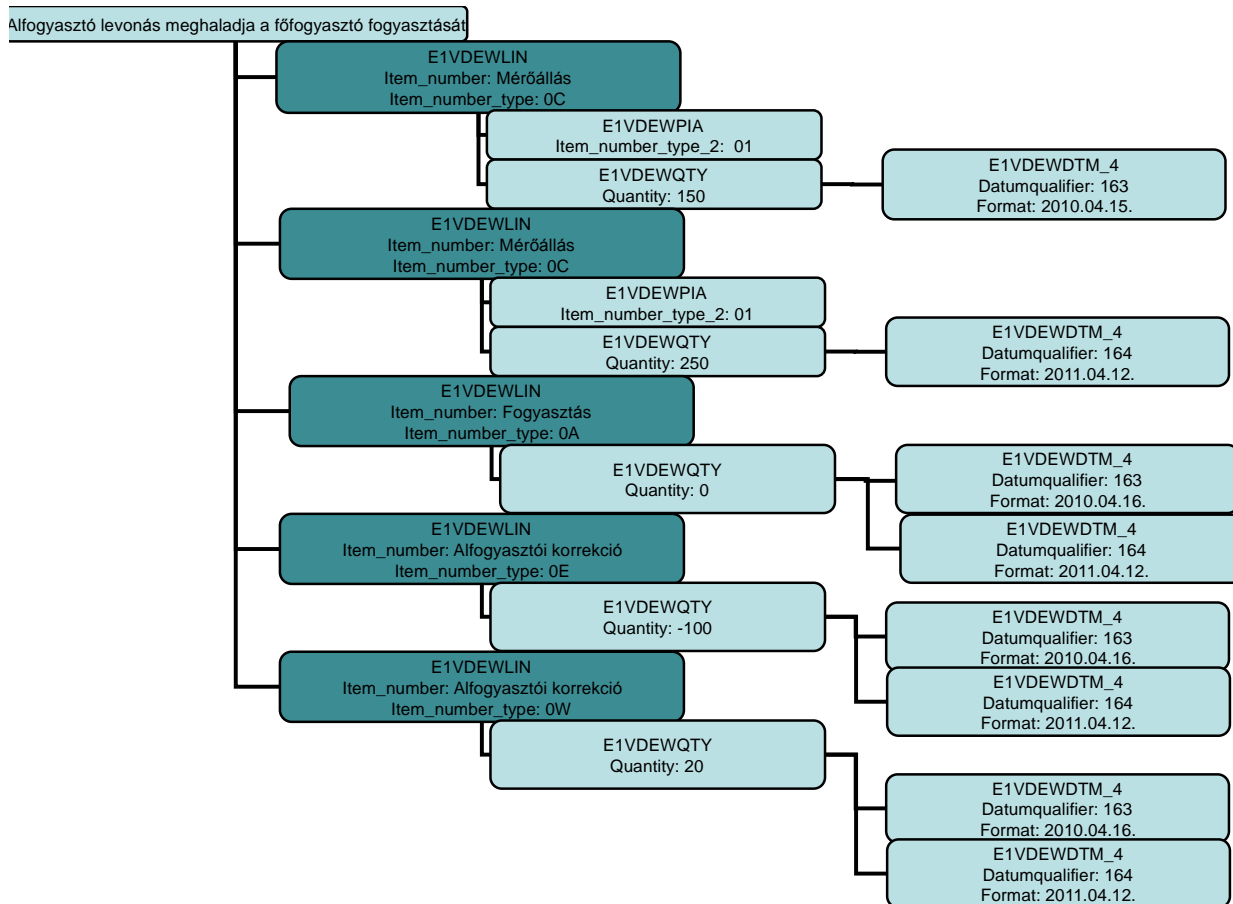 Alfogyasztó levonás meghaladja a főfogyasztó fogyasztását
E1VDEWLIN
Item_number: Mérőállás
Item_number_type: 0C
E1VDEWPIA
Item_number_type_2:  01
E1VDEWQTY
Quantity: 150
E1VDEWDTM_4
Datumqualifier: 163
Format: 2010.04.15.
E1VDEWLIN
Item_number: Mérőállás
Item_number_type: 0C
E1VDEWPIA
Item_number_type_2: 01
E1VDEWQTY
Quantity: 250
E1VDEWDTM_4
Datumqualifier: 164
Format: 2011.04.12.
E1VDEWLIN
Item_number: Fogyasztás
Item_number_type: 0A
E1VDEWQTY
Quantity: 0
E1VDEWDTM_4
Datumqualifier: 163
Format: 2010.04.16.
E1VDEWDTM_4
Datumqualifier: 164
Format: 2011.04.12.
E1VDEWLIN
Item_number: Alfogyasztói korrekció
Item_number_type: 0E
E1VDEWQTY
Quantity: -100
E1VDEWDTM_4
Datumqualifier: 163
Format: 2010.04.16.
E1VDEWDTM_4
Datumqualifier: 164
Format: 2011.04.12.
E1VDEWLIN
Item_number: Alfogyasztói korrekció
Item_number_type: 0W
E1VDEWQTY
Quantity: 20
E1VDEWDTM_4
Datumqualifier: 163
Format: 2010.04.16.
E1VDEWDTM_4
Datumqualifier: 164
Format: 2011.04.12.